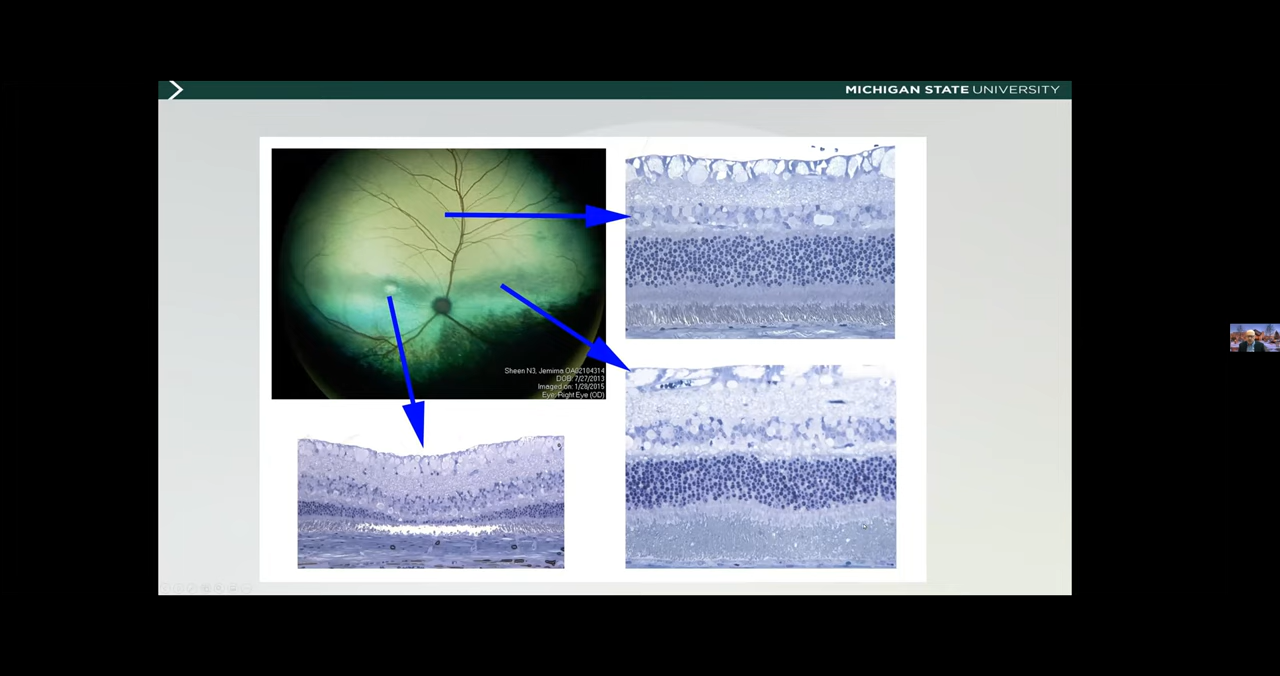 MICHIGAN STATE UNIVERSITY
Sheen N3, Jemima OA02104314
DOB: 7/27/2013
Imaged on: 1/28/2015
Eye: Right Eye (OD)